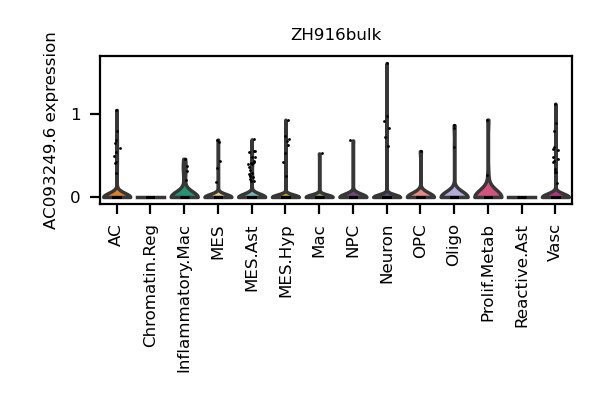 ZH916bulk
AC093249.6 expression
1
0
AC
Chromatin.Reg
Inflammatory.Mac
MES
MES.Ast
MES.Hyp
Mac
NPC
Neuron
OPC
Oligo
Prolif.Metab
Reactive.Ast
Vasc